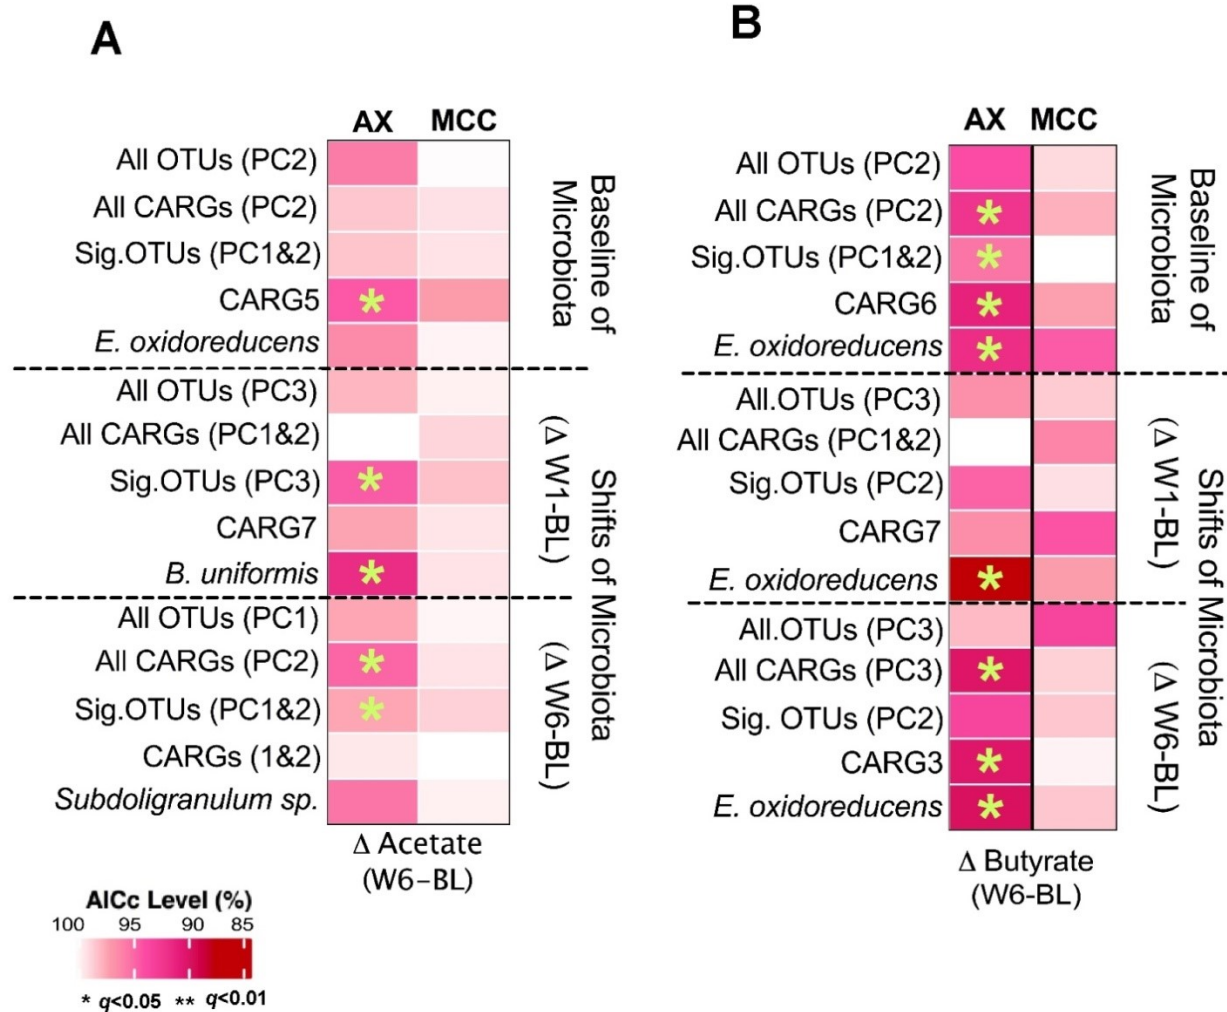 A
AX MCC
All OTUs (PC2)
All CARGs (PC2)
Sig.OTUs (PC1&2)
CARG5
*
E. oxidoreducens
Baseline of
Microbiota
All OTUs (PC3)
All CARGs (PC1&2)
Sig.OTUs (PC3)
*
CARG7
B. uniformis
*
(Δ W1-BL)
All OTUs (PC1)
All CARGs (PC2)
*
Sig.OTUs (PC1&2)
*
CARGs (1&2)
Subdoligranulum sp.
(Δ W6-BL)
Shifts of Microbiota
Δ Acetate
(W6–BL)
AICc Level (%)
100 95 90 85
* q<0.05 ** q<0.01
B
AX MCC
All OTUs (PC2)
All CARGs (PC2)
*
Sig.OTUs (PC1&2)
*
CARG6
*
E. oxidoreducens
*
Baseline of
Microbiota
All.OTUs (PC3)
All CARGs (PC1&2)
Sig.OTUs (PC2)
CARG7
E. oxidoreducens
*
(Δ W1-BL)
All.OTUs (PC3)
All CARGs (PC3)
*
Sig. OTUs (PC2)
CARG3
*
E. oxidoreducens
*
(Δ W6-BL)
Shifts of Microbiota
Δ Butyrate
(W6-BL)